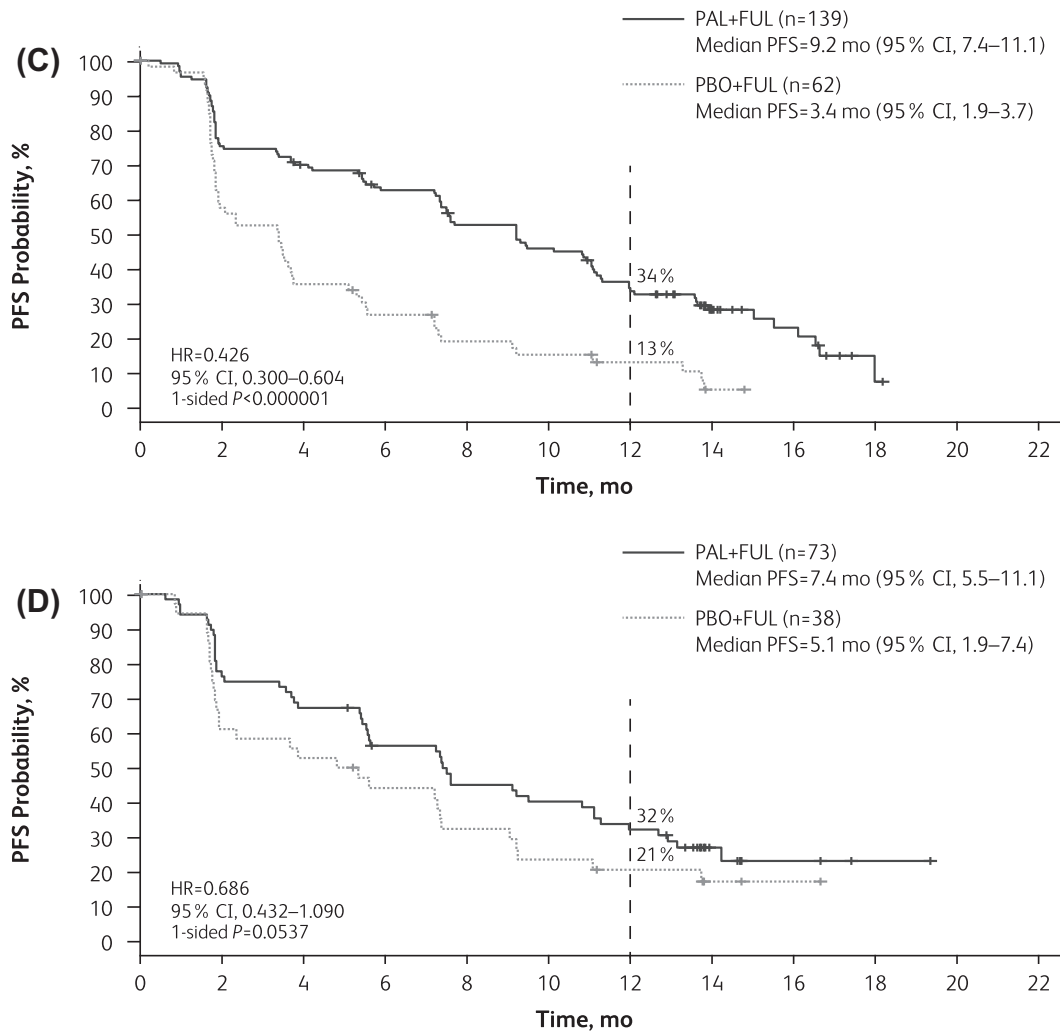 (C)
PAL+FUL (n=139)
Median PFS=9.2 mo (95% CI, 7.4–11.1)
PBO+FUL (n=62)
Median PFS=3.4 mo (95% CI, 1.9–3.7)
PFS Probability, %
100
90
80
70
60
50
40
30
20
10
0
34%
13%
HR=0.426
95% CI, 0.300–0.604
1-sided P<0.000001
0 2 4 6 8 10 12 14 16 18 20 22
Time, mo
(D)
PAL+FUL (n=73)
Median PFS=7.4 mo (95% CI, 5.5–11.1)
PBO+FUL (n=38)
Median PFS=5.1 mo (95% CI, 1.9–7.4)
PFS Probability, %
100
90
80
70
60
50
40
30
20
10
0
32%
21%
HR=0.686
95% CI, 0.432–1.090
1-sided P=0.0537
0 2 4 6 8 10 12 14 16 18 20 22
Time, mo